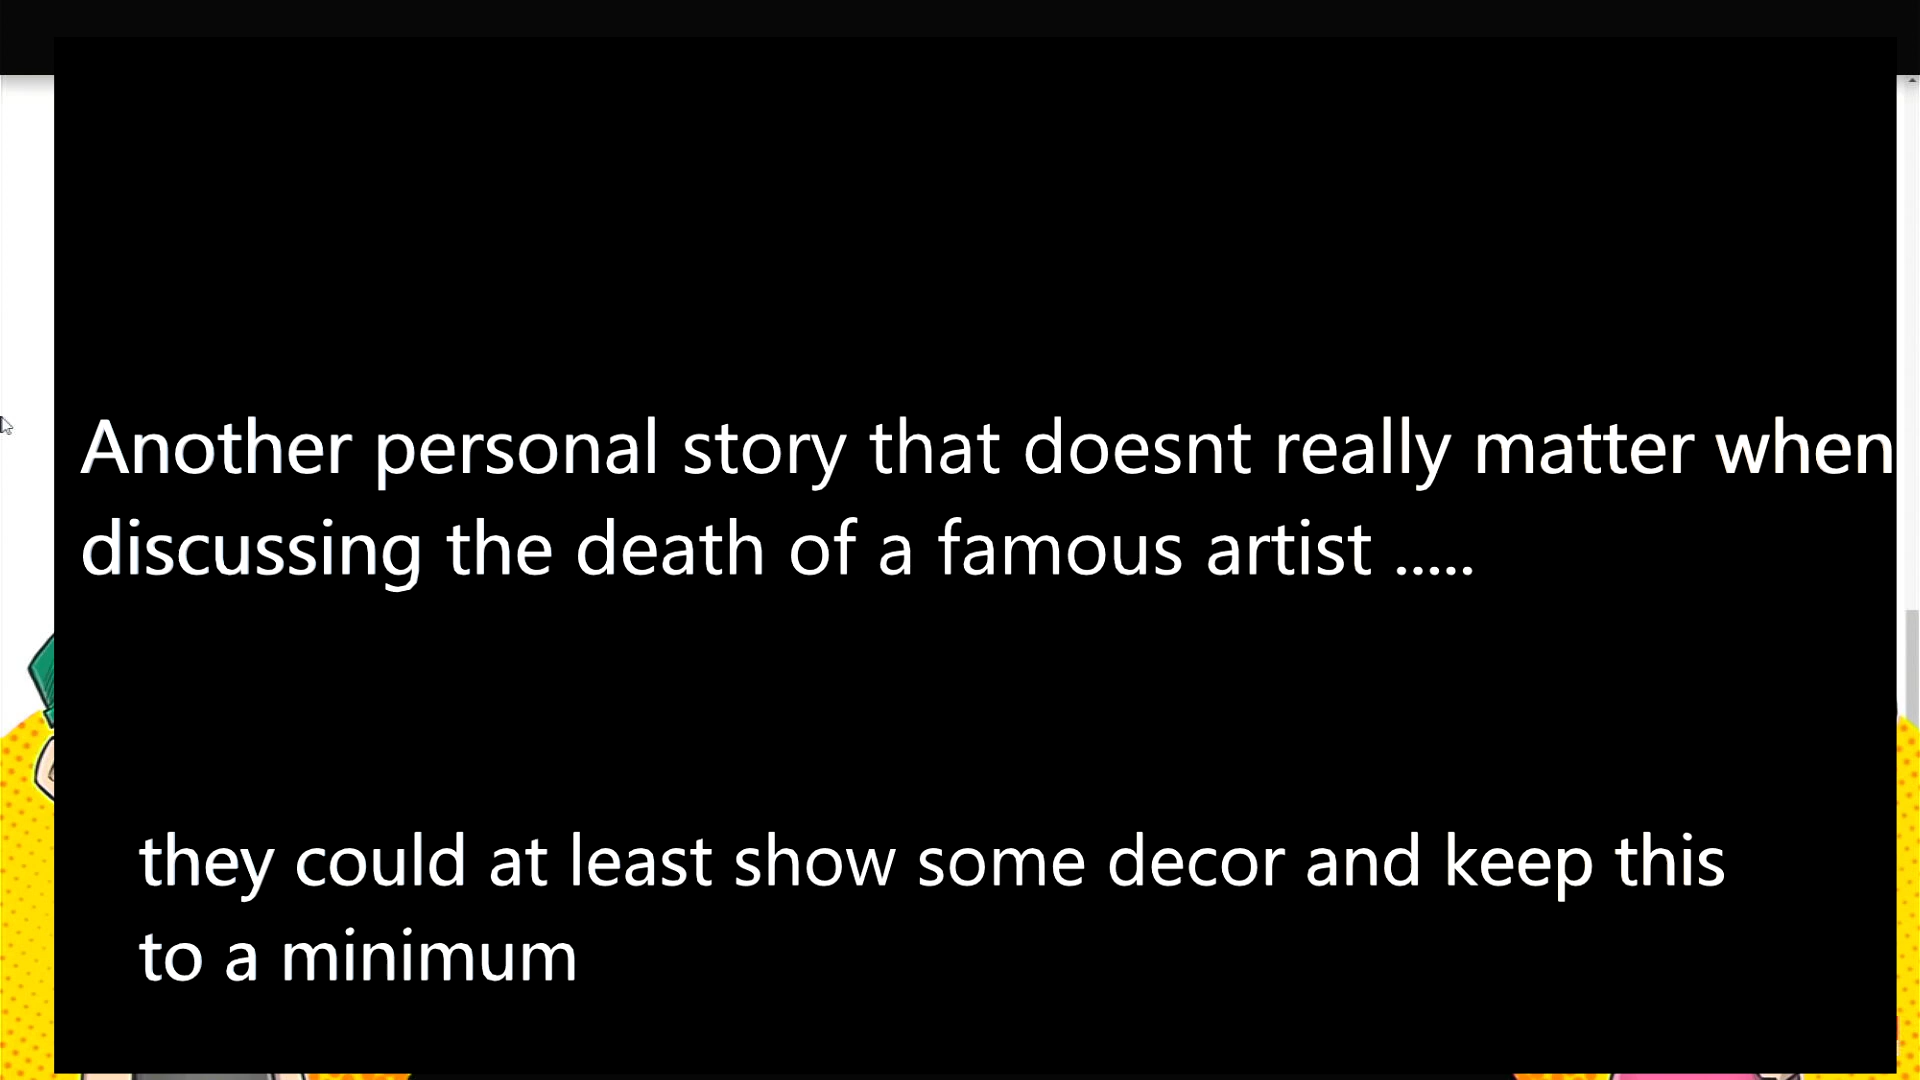 Another personal story that doesnt really matter when
discussing the death of a famous artist .....
they could at least show some decor and keep this
to a minimum